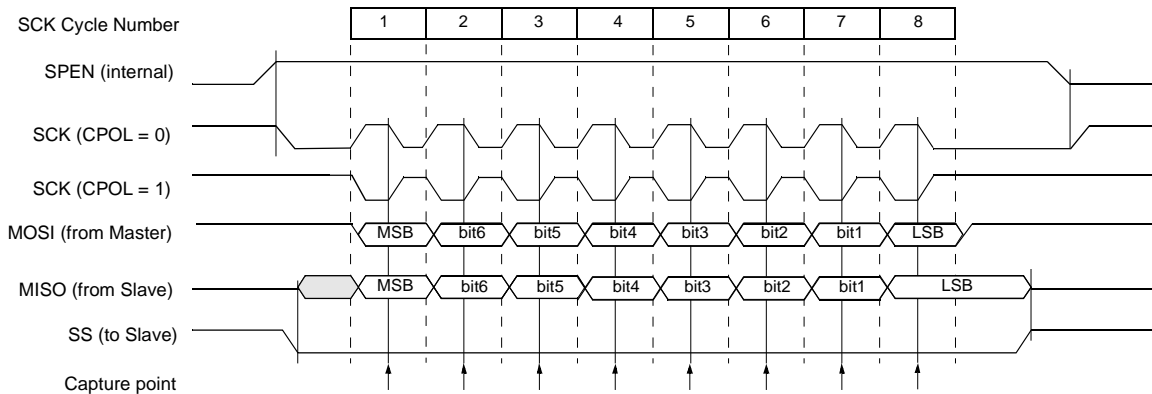 SCK Cycle Number 1 2 3 4 5 6 7 8
SPEN (internal)
SCK (CPOL = 0)
SCK (CPOL = 1)
MOSI (from Master) MSB bit6 bit5 bit4 bit3 bit2 bit1 LSB
MISO (from Slave) MSB bit6 bit5 bit4 bit3 bit2 bit1 LSB
SS (to Slave)
Capture point